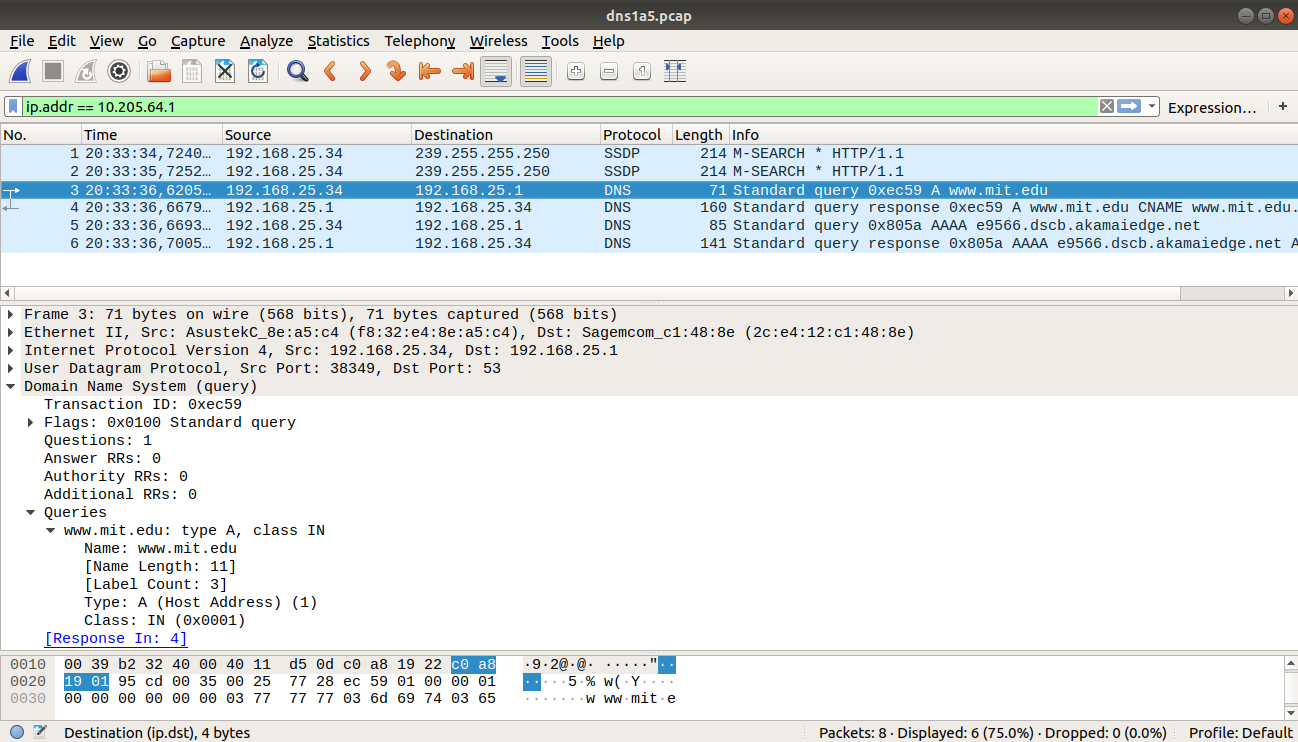 dns1a5.pcap
File Edit View Go Capture Analyze Statistics Telephony Wireless Tools Help
ip.addr == 10.205.64.1 Expression… +
No. Time Source Destination Protocol Length Info
1 20:33:34,7240… 192.168.25.34 239.255.255.250 SSDP 214 M-SEARCH * HTTP/1.1
2 20:33:35,7252… 192.168.25.34 239.255.255.250 SSDP 214 M-SEARCH * HTTP/1.1
3 20:33:36,6205… 192.168.25.34 192.168.25.1 DNS 71 Standard query 0xec59 A www.mit.edu
4 20:33:36,6679… 192.168.25.1 192.168.25.34 DNS 160 Standard query response 0xec59 A www.mit.edu CNAME www.mit.edu.
5 20:33:36,6693… 192.168.25.34 192.168.25.1 DNS 85 Standard query 0x805a AAAA e9566.dscb.akamaiedge.net
6 20:33:36,7005… 192.168.25.1 192.168.25.34 DNS 141 Standard query response 0x805a AAAA e9566.dscb.akamaiedge.net A
Frame 3: 71 bytes on wire (568 bits), 71 bytes captured (568 bits)
Ethernet II, Src: AsustekC_8e:a5:c4 (f8:32:e4:8e:a5:c4), Dst: Sagemcom_c1:48:8e (2c:e4:12:c1:48:8e)
Internet Protocol Version 4, Src: 192.168.25.34, Dst: 192.168.25.1
User Datagram Protocol, Src Port: 38349, Dst Port: 53
Domain Name System (query)
Transaction ID: 0xec59
Flags: 0x0100 Standard query
Questions: 1
Answer RRs: 0
Authority RRs: 0
Additional RRs: 0
Queries
www.mit.edu: type A, class IN
Name: www.mit.edu
[Name Length: 11]
[Label Count: 3]
Type: A (Host Address) (1)
Class: IN (0x0001)
[Response In: 4]
0010 00 39 b2 32 40 00 40 11 d5 0d c0 a8 19 22 c0 a8 ·9·2@·@· ·····"··
0020 19 01 95 cd 00 35 00 25 77 28 ec 59 01 00 00 01 ·····5·% w(·Y····
0030 00 00 00 00 00 00 03 77 77 77 03 6d 69 74 03 65 ·······w ww·mit·e
Destination (ip.dst), 4 bytes Packets: 8 · Displayed: 6 (75.0%) · Dropped: 0 (0.0%) Profile: Default